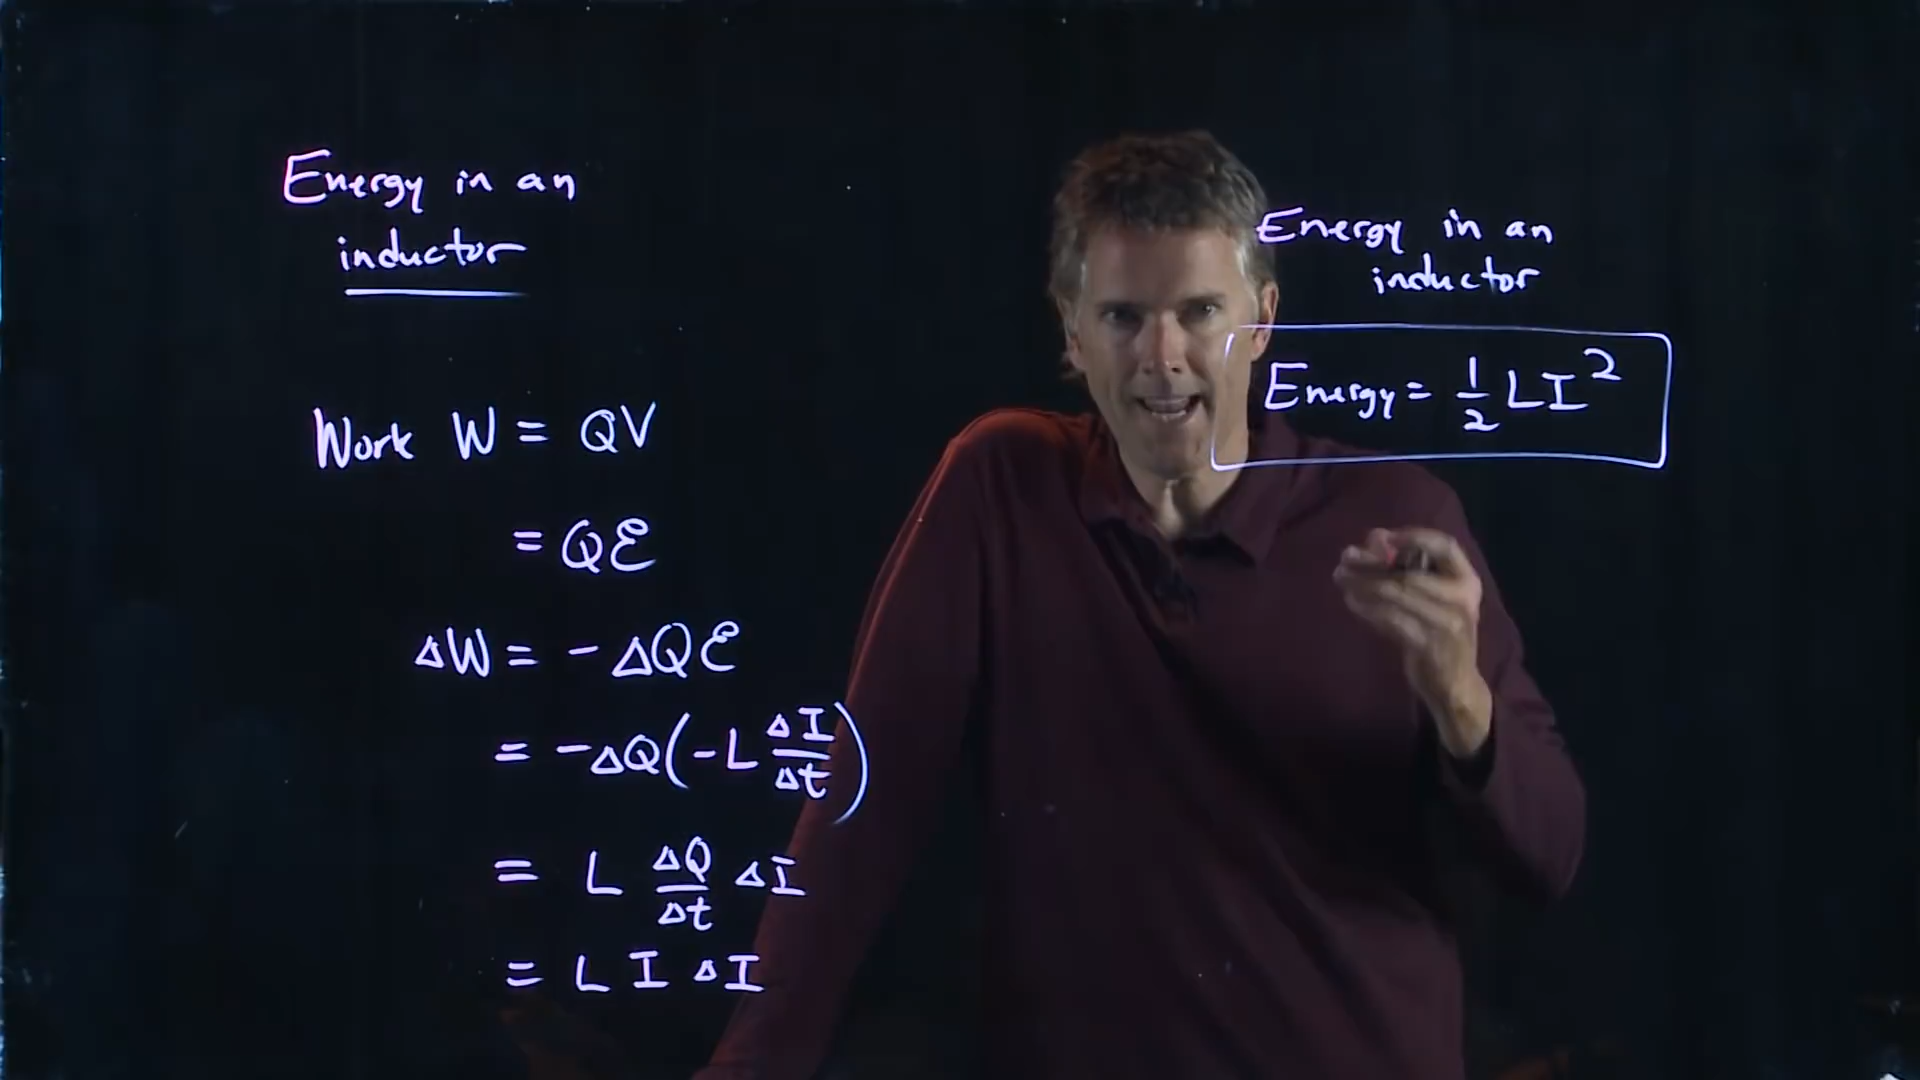 Energy in an
inductor
Work W = QV
= Qℰ
ΔW = -ΔQℰ
= -ΔQ(-L ΔI/Δt)
= L ΔQ/Δt ΔI
= L I ΔI
Energy in an
inductor
Energy = 1/2 LI²